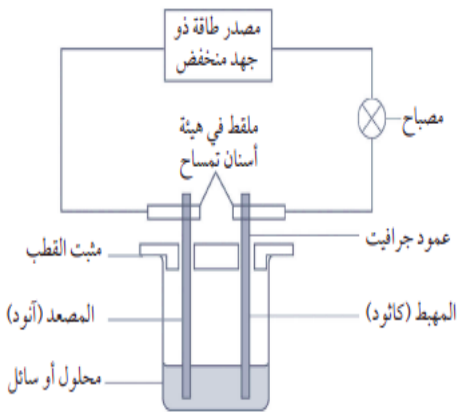 مصدر طاقة ذو
جهد منخفض
مصباح
ملقط في هيئة
أسنان تمساح
عمود جرافيت
مثبت القطب
المهبط (كاثود)
المصعد (آنود)
محلول أو سائل